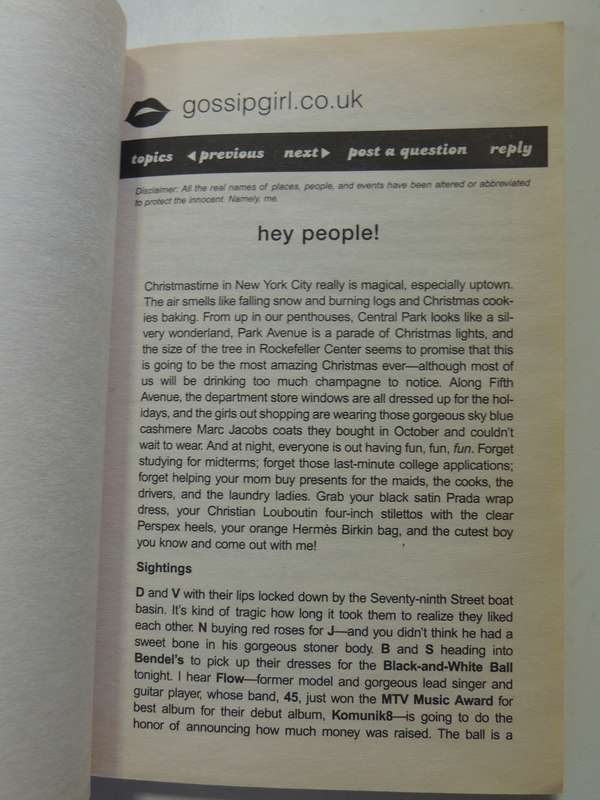 gossipgirl.co.uk
topics ◀previous next▶ post a question reply
Disclaimer: All the real names of places, people, and events have been altered or abbreviated
to protect the innocent. Namely, me.
hey people!
Christmastime in New York City really is magical, especially uptown.
The air smells like falling snow and burning logs and Christmas cook-
ies baking. From up in our penthouses, Central Park looks like a sil-
very wonderland, Park Avenue is a parade of Christmas lights, and
the size of the tree in Rockefeller Center seems to promise that this
is going to be the most amazing Christmas ever—although most of
us will be drinking too much champagne to notice. Along Fifth
Avenue, the department store windows are all dressed up for the hol-
idays, and the girls out shopping are wearing those gorgeous sky blue
cashmere Marc Jacobs coats they bought in October and couldn't
wait to wear. And at night, everyone is out having fun, fun, fun. Forget
studying for midterms; forget those last-minute college applications;
forget helping your mom buy presents for the maids, the cooks, the
drivers, and the laundry ladies. Grab your black satin Prada wrap
dress, your Christian Louboutin four-inch stilettos with the clear
Perspex heels, your orange Hermès Birkin bag, and the cutest boy
you know and come out with me!
Sightings
D and V with their lips locked down by the Seventy-ninth Street boat
basin. It's kind of tragic how long it took them to realize they liked
each other. N buying red roses for J—and you didn't think he had a
sweet bone in his gorgeous stoner body. B and S heading into
Bendel's to pick up their dresses for the Black-and-White Ball
tonight. I hear Flow—former model and gorgeous lead singer and
guitar player, whose band, 45, just won the MTV Music Award for
best album for their debut album, Komunik8—is going to do the
honor of announcing how much money was raised. The ball is a